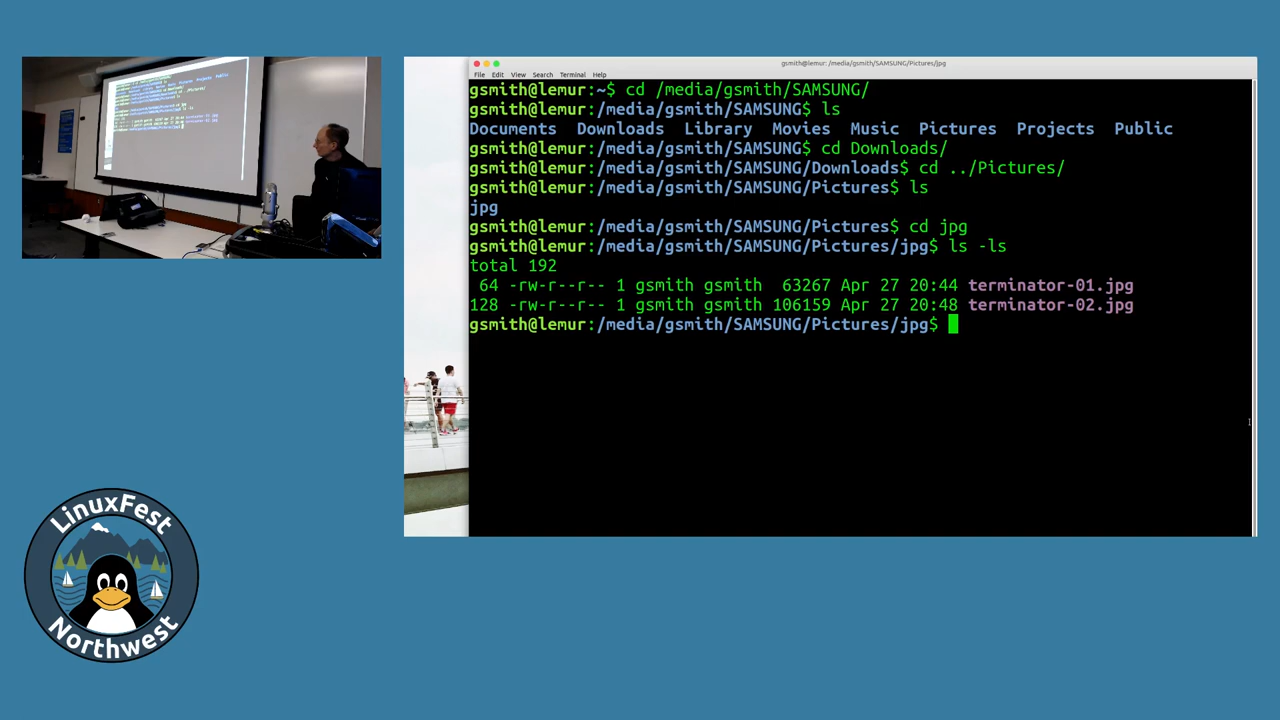 gsmith@lemur: /media/gsmith/SAMSUNG/Pictures/jpg
File Edit View Search Terminal Help
gsmith@lemur:~$ cd /media/gsmith/SAMSUNG/
gsmith@lemur:/media/gsmith/SAMSUNG$ ls
Documents Downloads Library Movies Music Pictures Projects Public
gsmith@lemur:/media/gsmith/SAMSUNG$ cd Downloads/
gsmith@lemur:/media/gsmith/SAMSUNG/Downloads$ cd ../Pictures/
gsmith@lemur:/media/gsmith/SAMSUNG/Pictures$ ls
jpg
gsmith@lemur:/media/gsmith/SAMSUNG/Pictures$ cd jpg
gsmith@lemur:/media/gsmith/SAMSUNG/Pictures/jpg$ ls -ls
total 192
64 -rw-r--r-- 1 gsmith gsmith 63267 Apr 27 20:44 terminator-01.jpg
128 -rw-r--r-- 1 gsmith gsmith 106159 Apr 27 20:48 terminator-02.jpg
gsmith@lemur:/media/gsmith/SAMSUNG/Pictures/jpg$
LinuxFest
Northwest